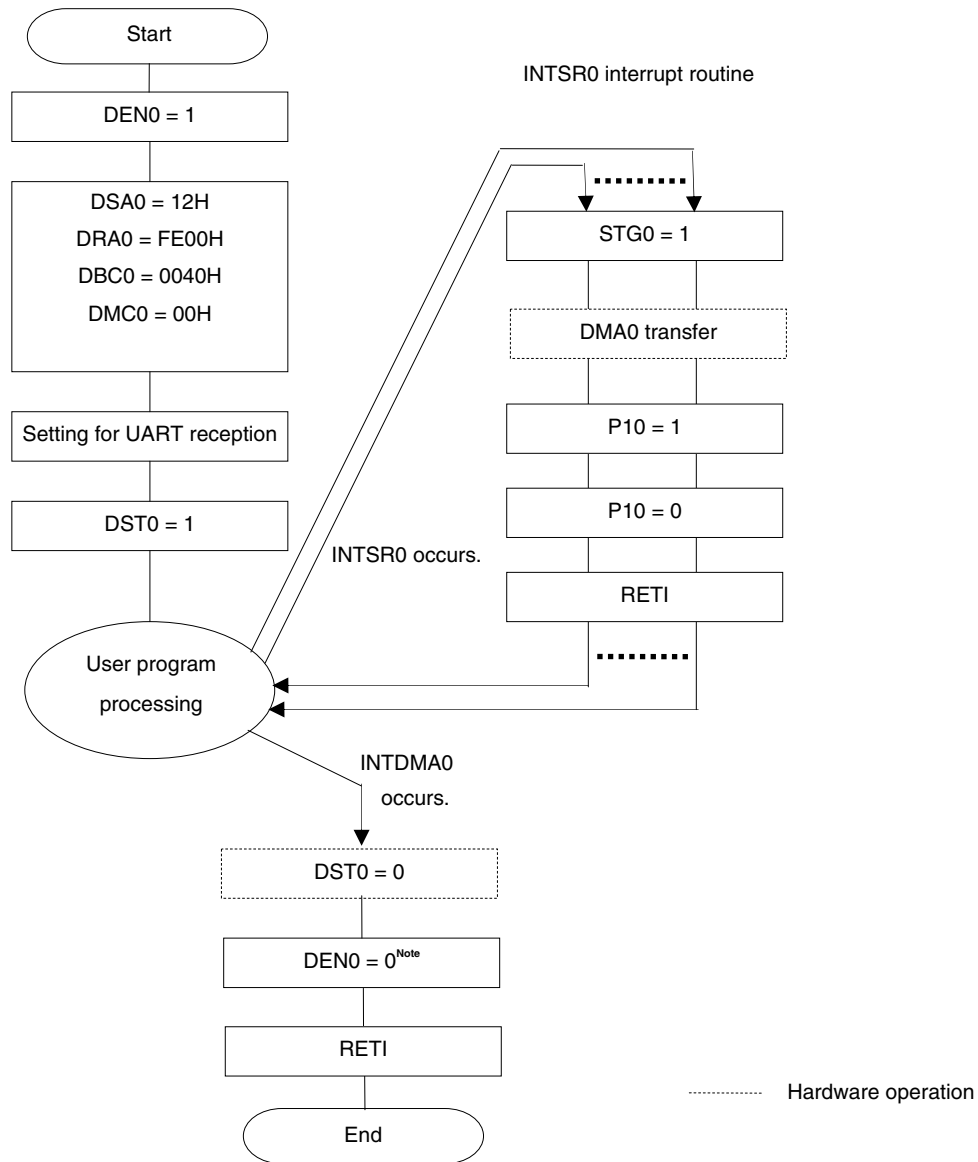 Start
DEN0 = 1
DSA0 = 12H
DRA0 = FE00H
DBC0 = 0040H
DMC0 = 00H
Setting for UART reception
DST0 = 1
User program
processing
INTSR0 occurs.
INTSR0 interrupt routine
STG0 = 1
DMA0 transfer
P10 = 1
P10 = 0
RETI
INTDMA0
occurs.
DST0 = 0
DEN0 = 0Note
RETI
End
Hardware operation